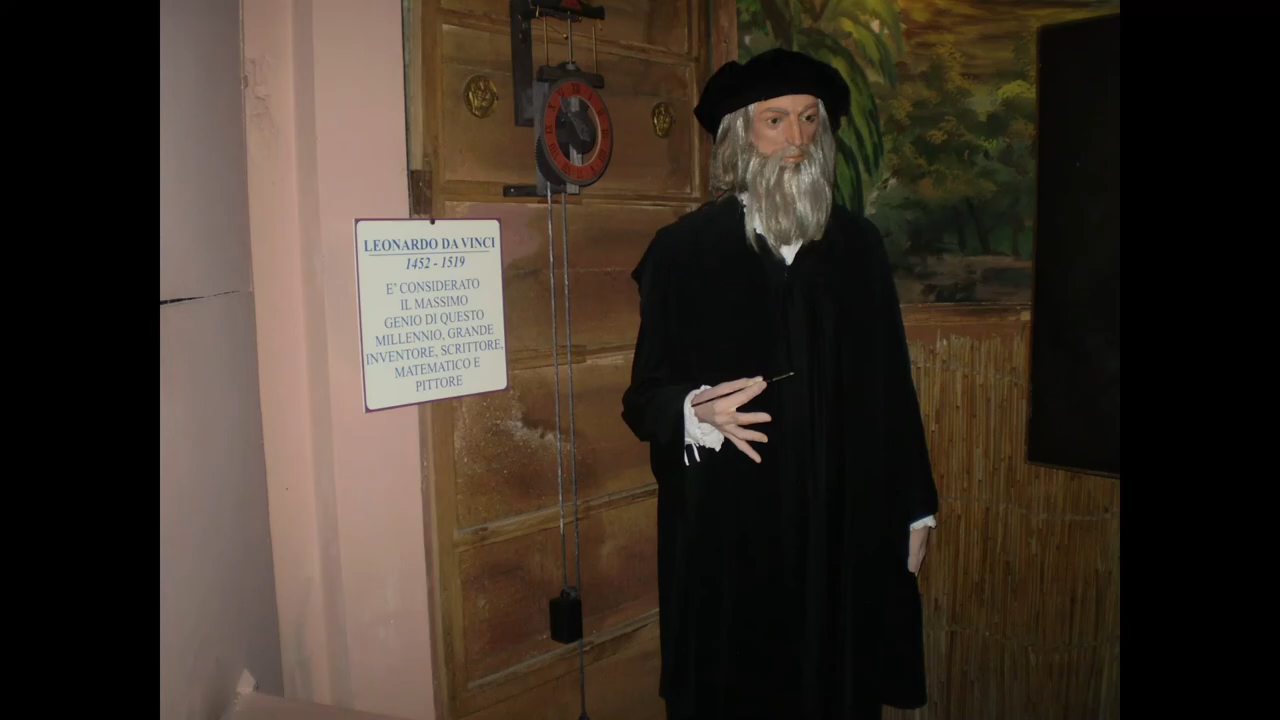 LEONARDO DA VINCI
1452 - 1519
E' CONSIDERATO
IL MASSIMO
GENIO DI QUESTO
MILLENNIO, GRANDE
INVENTORE, SCRITTORE,
MATEMATICO E
PITTORE